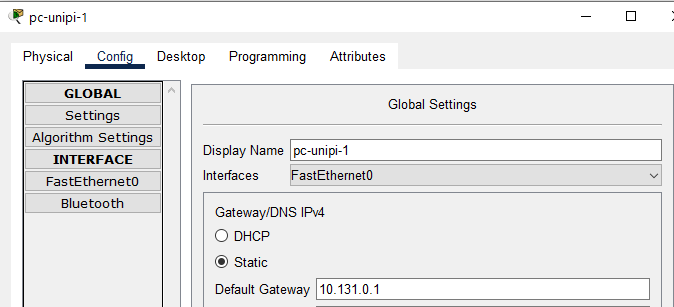 pc-unipi-1
Physical Config Desktop Programming Attributes
GLOBAL
Settings
Algorithm Settings
INTERFACE
FastEthernet0
Bluetooth
Global Settings
Display Name pc-unipi-1
Interfaces FastEthernet0
Gateway/DNS IPv4
DHCP
Static
Default Gateway 10.131.0.1